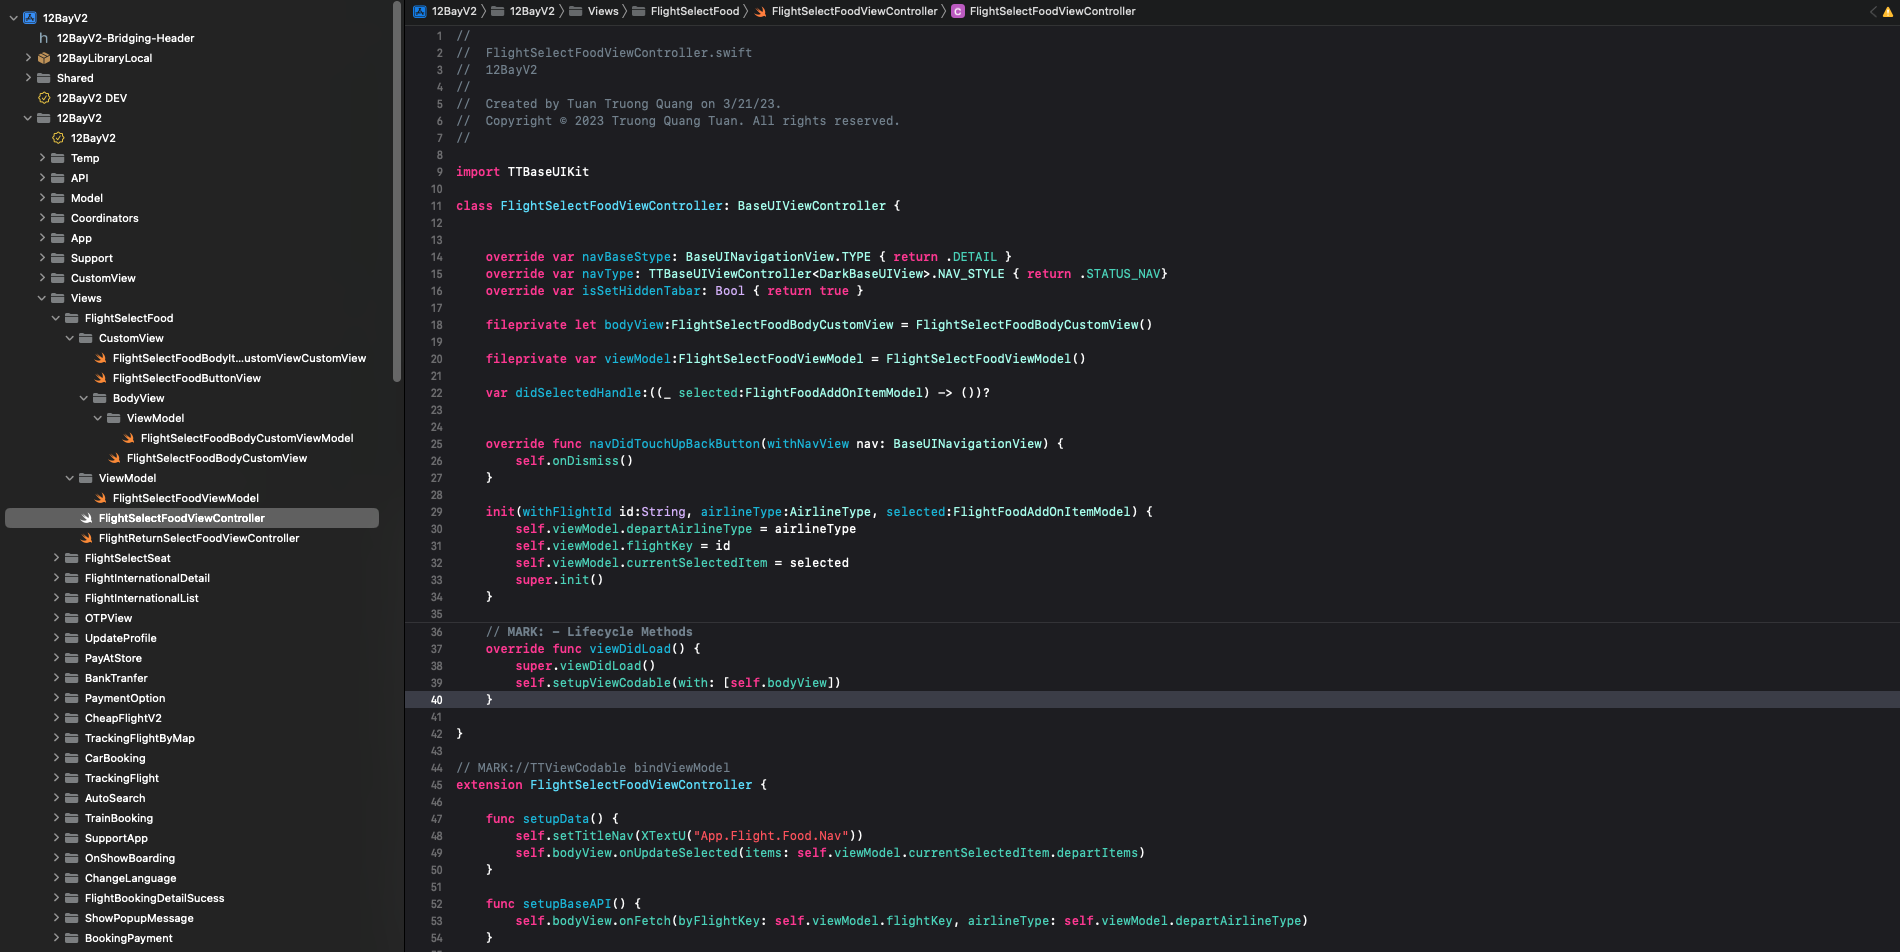 12BayV2
12BayV2-Bridging-Header
12BayLibraryLocal
Shared
12BayV2 DEV
12BayV2
12BayV2
Temp
API
Model
Coordinators
App
Support
CustomView
Views
FlightSelectFood
CustomView
FlightSelectFoodBodyIt...ustomViewCustomView
FlightSelectFoodButtonView
BodyView
ViewModel
FlightSelectFoodBodyCustomViewModel
FlightSelectFoodBodyCustomView
ViewModel
FlightSelectFoodViewModel
FlightSelectFoodViewController
FlightReturnSelectFoodViewController
FlightSelectSeat
FlightInternationalDetail
FlightInternationalList
OTPView
UpdateProfile
PayAtStore
BankTranfer
PaymentOption
CheapFlightV2
TrackingFlightByMap
CarBooking
TrackingFlight
AutoSearch
TrainBooking
SupportApp
OnShowBoarding
ChangeLanguage
FlightBookingDetailSucess
ShowPopupMessage
BookingPayment
12BayV2 〉 12BayV2 〉 Views 〉 FlightSelectFood 〉 FlightSelectFoodViewController 〉 C FlightSelectFoodViewController
1 //
2 //  FlightSelectFoodViewController.swift
3 //  12BayV2
4 //
5 //  Created by Tuan Truong Quang on 3/21/23.
6 //  Copyright © 2023 Truong Quang Tuan. All rights reserved.
7 //
8
9 import TTBaseUIKit
10
11 class FlightSelectFoodViewController: BaseUIViewController {
12
13
14     override var navBaseStype: BaseUINavigationView.TYPE { return .DETAIL }
15     override var navType: TTBaseUIViewController<DarkBaseUIView>.NAV_STYLE { return .STATUS_NAV}
16     override var isSetHiddenTabar: Bool { return true }
17
18     fileprivate let bodyView:FlightSelectFoodBodyCustomView = FlightSelectFoodBodyCustomView()
19
20     fileprivate var viewModel:FlightSelectFoodViewModel = FlightSelectFoodViewModel()
21
22     var didSelectedHandle:((_ selected:FlightFoodAddOnItemModel) -> ())?
23
24
25     override func navDidTouchUpBackButton(withNavView nav: BaseUINavigationView) {
26         self.onDismiss()
27     }
28
29     init(withFlightId id:String, airlineType:AirlineType, selected:FlightFoodAddOnItemModel) {
30         self.viewModel.departAirlineType = airlineType
31         self.viewModel.flightKey = id
32         self.viewModel.currentSelectedItem = selected
33         super.init()
34     }
35
36     // MARK: - Lifecycle Methods
37     override func viewDidLoad() {
38         super.viewDidLoad()
39         self.setupViewCodable(with: [self.bodyView])
40     }
41
42 }
43
44 // MARK://TTViewCodable bindViewModel
45 extension FlightSelectFoodViewController {
46
47     func setupData() {
48         self.setTitleNav(XTextU("App.Flight.Food.Nav"))
49         self.bodyView.onUpdateSelected(items: self.viewModel.currentSelectedItem.departItems)
50     }
51
52     func setupBaseAPI() {
53         self.bodyView.onFetch(byFlightKey: self.viewModel.flightKey, airlineType: self.viewModel.departAirlineType)
54     }